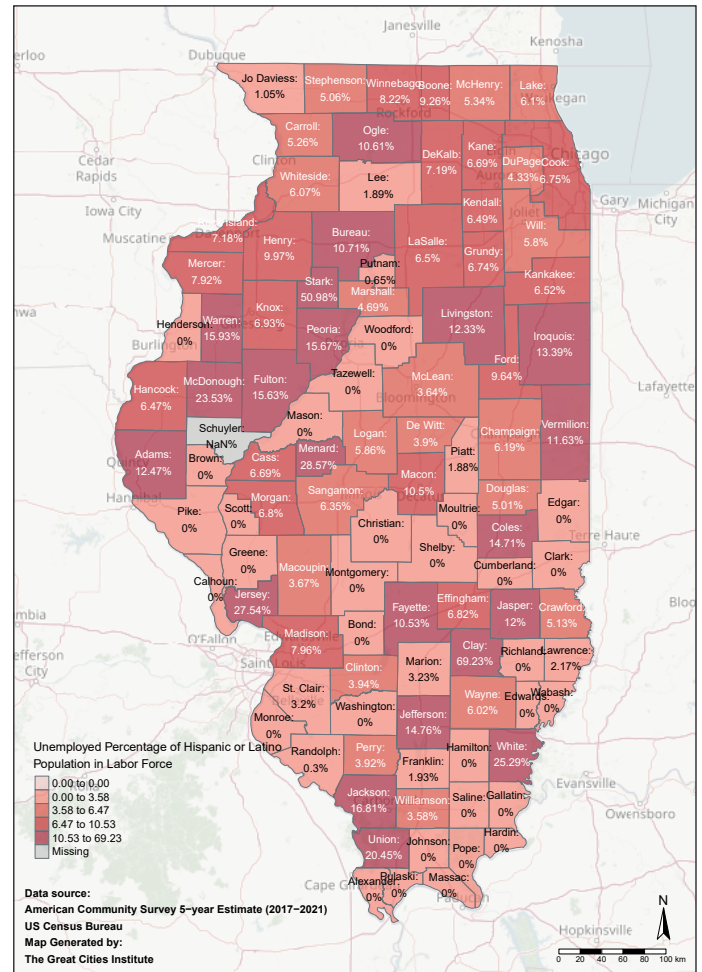 Janesville
Kenosha
Dubuque
erloo
Jo Daviess:
1.05%
Stephenson:
5.06%
Winnebago:
8.22%
Boone:
9.26%
McHenry:
5.34%
Lake:
6.1%
Waukegan
Rockford
Carroll:
5.26%
Ogle:
10.61%
DeKalb:
7.19%
Kane:
6.69%
DuPage:
4.33%
Cook:
6.75%
Chicago
Cedar
Rapids
Clinton
Whiteside:
6.07%
Lee:
1.89%
Kendall:
6.49%
Joliet
Will:
5.8%
Gary
Michigan
City
Iowa City
Muscatine
7.18%
Henry:
9.97%
Bureau:
10.71%
LaSalle:
6.5%
Grundy:
6.74%
Mercer:
7.92%
Putnam:
0.65%
Kankakee:
6.52%
Stark:
50.98%
Marshall:
4.69%
Henderson:
0%
Warren:
15.93%
Knox:
6.93%
Peoria:
15.67%
Woodford:
0%
Livingston:
12.33%
Iroquois:
13.39%
Burlington
nwa
Ford:
9.64%
Hancock:
6.47%
McDonough:
23.53%
Fulton:
15.63%
Tazewell:
0%
McLean:
3.64%
Bloomington
Lafayette
Schuyler:
NaN%
Mason:
0%
Logan:
5.86%
De Witt:
3.9%
Champaign:
6.19%
Vermilion:
11.63%
Adams:
12.47%
Quincy
Brown:
0%
Cass:
6.69%
Menard:
28.57%
Piatt:
1.88%
Macon:
10.5%
Decatur
Hannibal
Pike:
0%
Scott:
0%
Morgan:
6.8%
Sangamon:
6.35%
Christian:
0%
Moultrie:
0%
Douglas:
5.01%
Edgar:
0%
Coles:
14.71%
Terre Haute
Greene:
0%
Macoupin:
3.67%
Montgomery:
0%
Shelby:
0%
Cumberland:
0%
Clark:
0%
Calhoun:
0%
Jersey:
27.54%
Fayette:
10.53%
Effingham:
6.82%
Jasper:
12%
Crawford:
5.13%
mbia
Bloo
O'Fallon
Madison:
7.96%
Bond:
0%
Clay:
69.23%
Richland:
0%
Lawrence:
2.17%
efferson
City
Saint Louis
Clinton:
3.94%
Marion:
3.23%
St. Clair:
3.2%
Washington:
0%
Wayne:
6.02%
Edwards:
0%
Wabash:
0%
Monroe:
0%
Jefferson:
14.76%
Randolph:
0.3%
Perry:
3.92%
Franklin:
1.93%
Hamilton:
0%
White:
25.29%
Evansville
Owensboro
Jackson:
16.81%
Williamson:
3.58%
Saline:
0%
Gallatin:
0%
Union:
20.45%
Johnson:
0%
Pope:
0%
Hardin:
0%
Alexander:
0%
Pulaski:
0%
Massac:
0%
Paducah
Hopkinsville
Unemployed Percentage of Hispanic or Latino
Population in Labor Force
0.00 to 0.00
0.00 to 3.58
3.58 to 6.47
6.47 to 10.53
10.53 to 69.23
Missing
Data source:
American Community Survey 5−year Estimate (2017−2021)
US Census Bureau
Map Generated by:
The Great Cities Institute
N
0 20 40 60 80 100 km